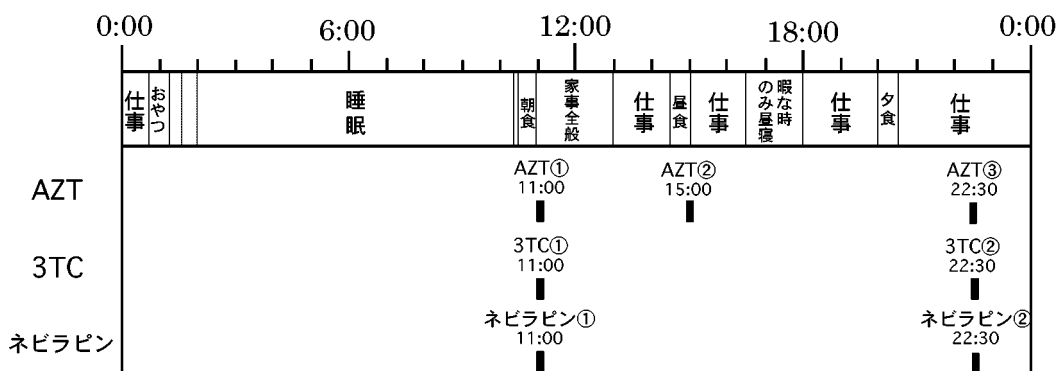 0:00 6:00 12:00 18:00 0:00
仕事 おやつ 睡眠 朝食 家事全般 仕事 昼食 仕事 暇な時のみ昼寝 仕事 夕食 仕事
AZT① AZT② AZT③
AZT
11:00 15:00 22:30
3TC① 3TC②
3TC
11:00 22:30
ネビラピン① ネビラピン②
ネビラピン
11:00 22:30